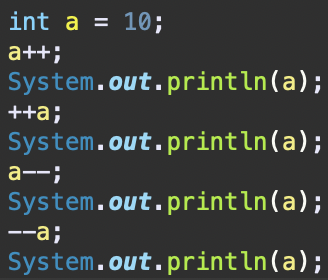 int a = 10;
a++;
System.out.println(a);
++a;
System.out.println(a);
a--;
System.out.println(a);
--a;
System.out.println(a);